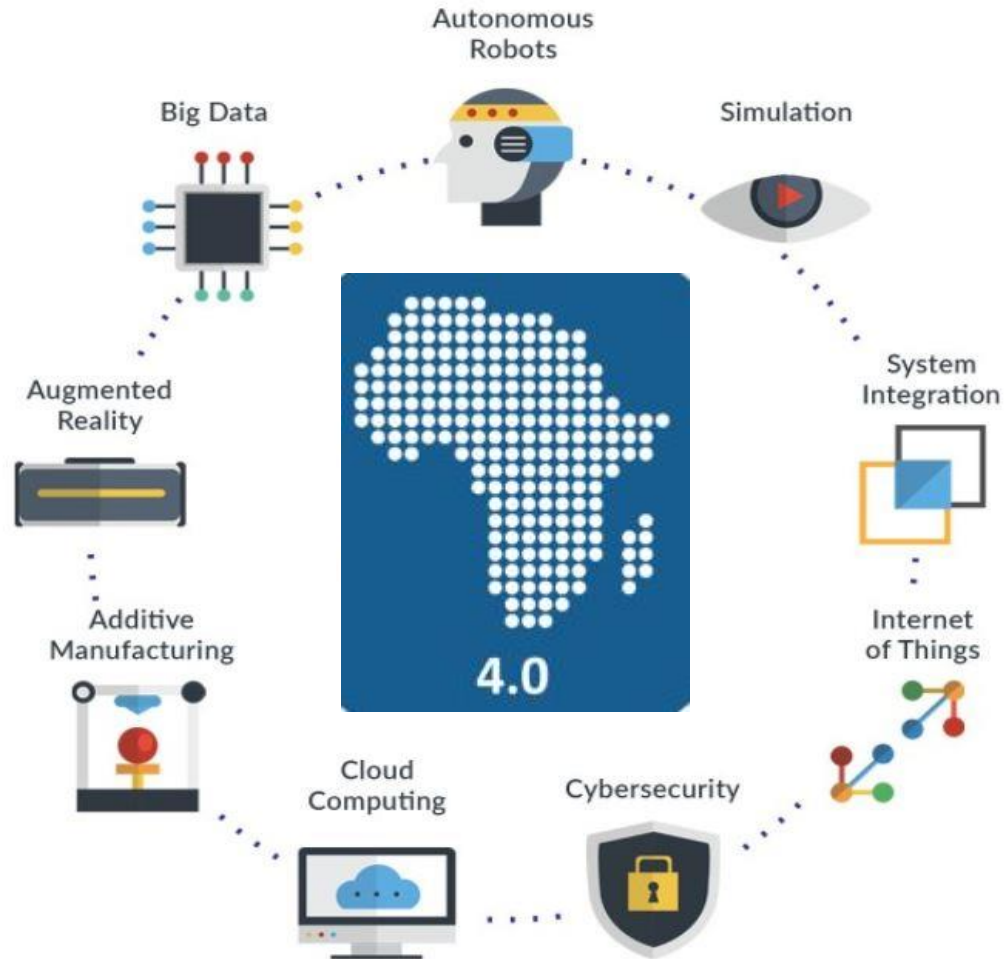 Autonomous
Robots
Big Data
Simulation
Augmented
Reality
System
Integration
Additive
Manufacturing
4.0
Internet
of Things
Cloud
Computing
Cybersecurity